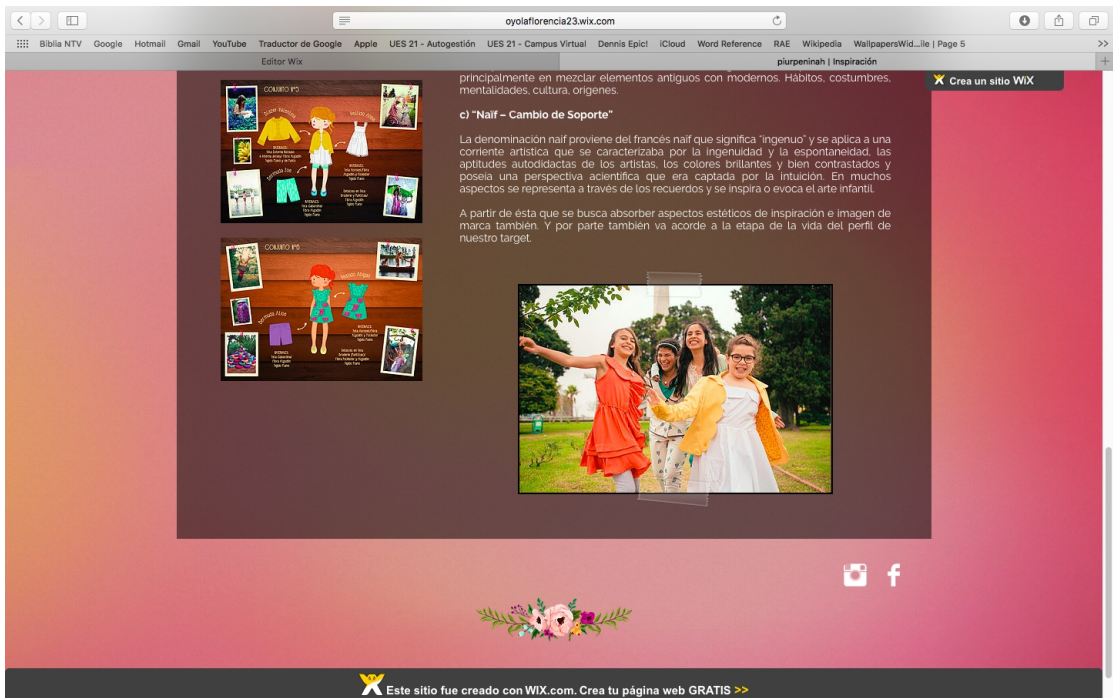 oyolaflorencia23.wix.com
Biblia NTV Google Hotmail Gmail YouTube Traductor de Google Apple UES 21 - Autogestión UES 21 - Campus Virtual Dennis Epic! iCloud Word Reference RAE Wikipedia WallpapersWid...ile | Page 5 >>
Editor Wix
piurpeninah | Inspiración
Crea un sitio WiX
principalmente en mezclar elementos antiguos con modernos. Hábitos, costumbres,
mentalidades, cultura, orígenes.
c) "Naïf – Cambio de Soporte"
La denominación naif proviene del francés naïf que significa "ingenuo" y se aplica a una
corriente artística que se caracterizaba por la ingenuidad y la espontaneidad, las
aptitudes autodidactas de los artistas, los colores brillantes y bien contrastados y
poseía una perspectiva acientífica que era captada por la intuición. En muchos
aspectos se representa a través de los recuerdos y se inspira o evoca el arte infantil.
A partir de ésta que se busca absorber aspectos estéticos de inspiración e imagen de
marca también. Y por parte también va acorde a la etapa de la vida del perfil de
nuestro target.
CONJUNTO Nº5
CONJUNTO Nº6
Este sitio fue creado con WIX.com. Crea tu página web GRATIS >>